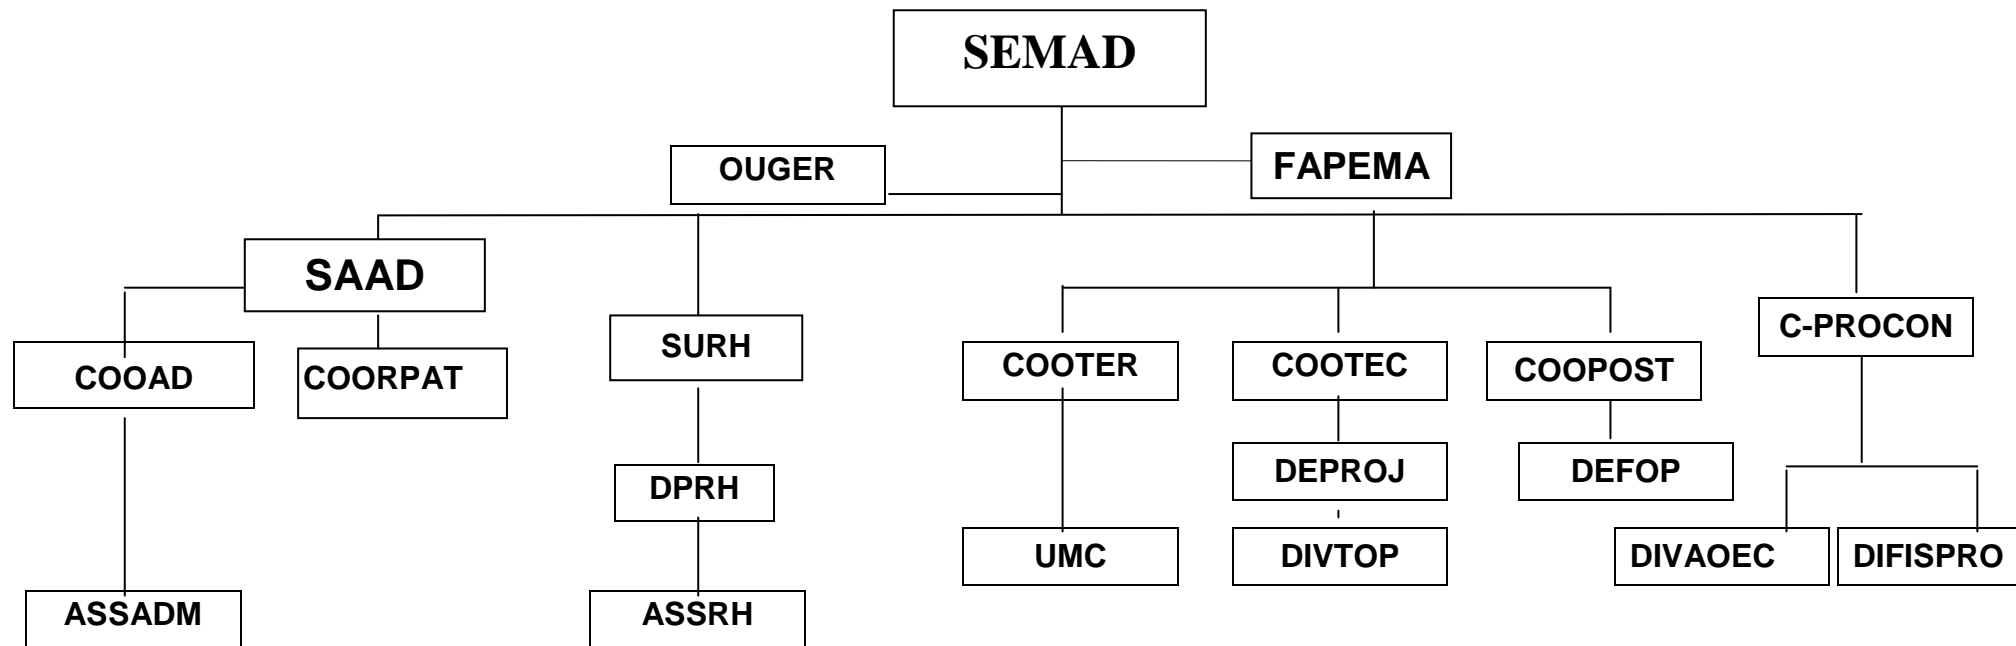 SEMAD
OUGER
FAPEMA
SAAD
SURH
C-PROCON
COOAD
COORPAT
COOTER
COOTEC
COOPOST
DPRH
DEPROJ
DEFOP
UMC
DIVTOP
DIVAOEC
DIFISPRO
ASSADM
ASSRH